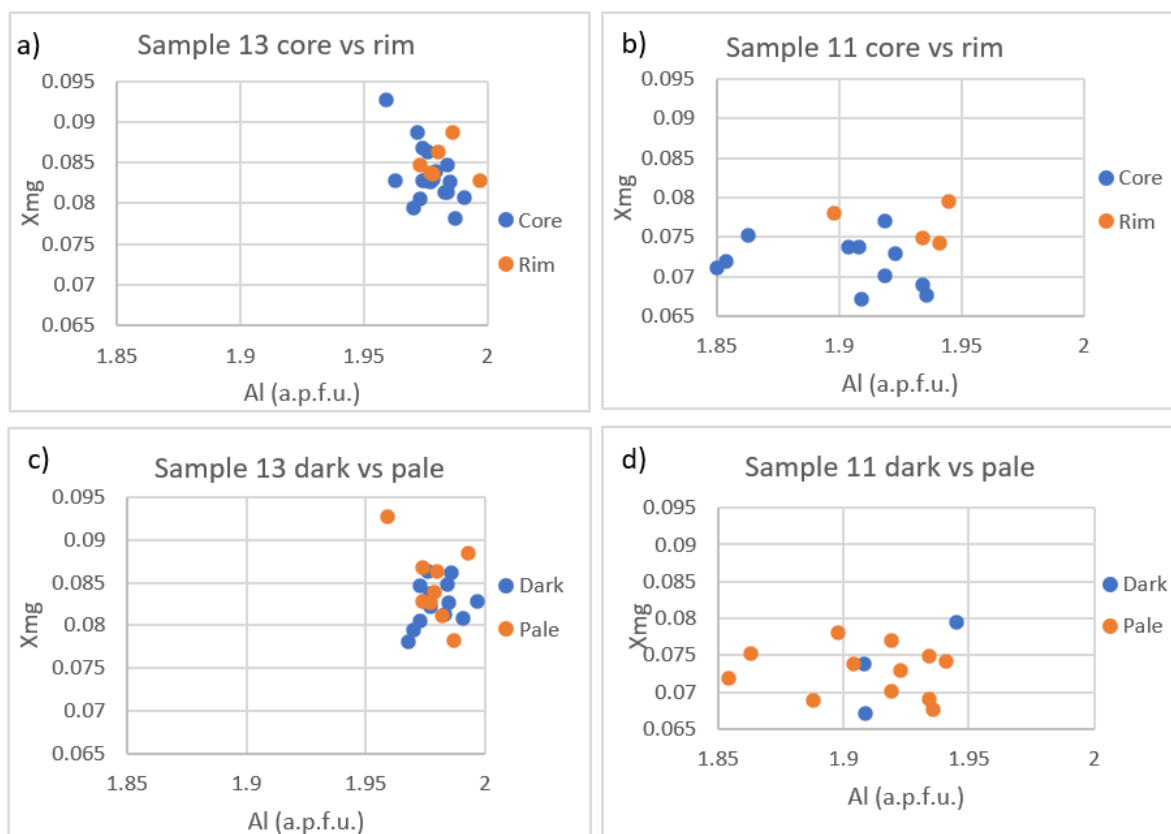 a)
Sample 13 core vs rim
0.095
0.09
0.085
0.08
0.075
0.07
0.065
1.85 1.9 1.95 2
Xmg
Al (a.p.f.u.)
Core
Rim
b)
Sample 11 core vs rim
0.095
0.09
0.085
0.08
0.075
0.07
0.065
1.85 1.9 1.95 2
Xmg
Al (a.p.f.u.)
Core
Rim
c)
Sample 13 dark vs pale
0.095
0.09
0.085
0.08
0.075
0.07
0.065
1.85 1.9 1.95 2
Xmg
Al (a.p.f.u.)
Dark
Pale
d)
Sample 11 dark vs pale
0.095
0.09
0.085
0.08
0.075
0.07
0.065
1.85 1.9 1.95 2
Xmg
Al (a.p.f.u.)
Dark
Pale